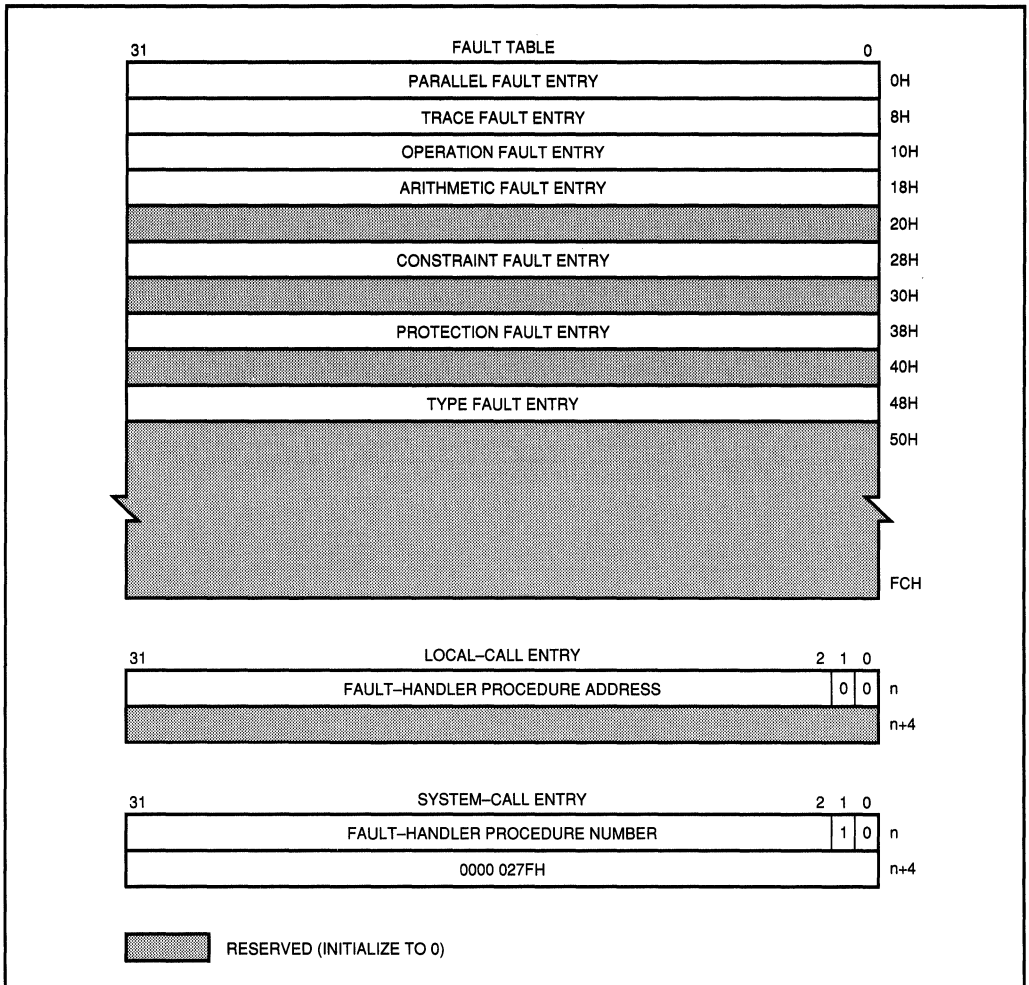 31 FAULT TABLE 0
PARALLEL FAULT ENTRY 0H
TRACE FAULT ENTRY 8H
OPERATION FAULT ENTRY 10H
ARITHMETIC FAULT ENTRY 18H
20H
CONSTRAINT FAULT ENTRY 28H
30H
PROTECTION FAULT ENTRY 38H
40H
TYPE FAULT ENTRY 48H
50H
FCH
31 LOCAL–CALL ENTRY 2 1 0
FAULT–HANDLER PROCEDURE ADDRESS 0 0 n
n+4
31 SYSTEM–CALL ENTRY 2 1 0
FAULT–HANDLER PROCEDURE NUMBER 1 0 n
0000 027FH n+4
RESERVED (INITIALIZE TO 0)